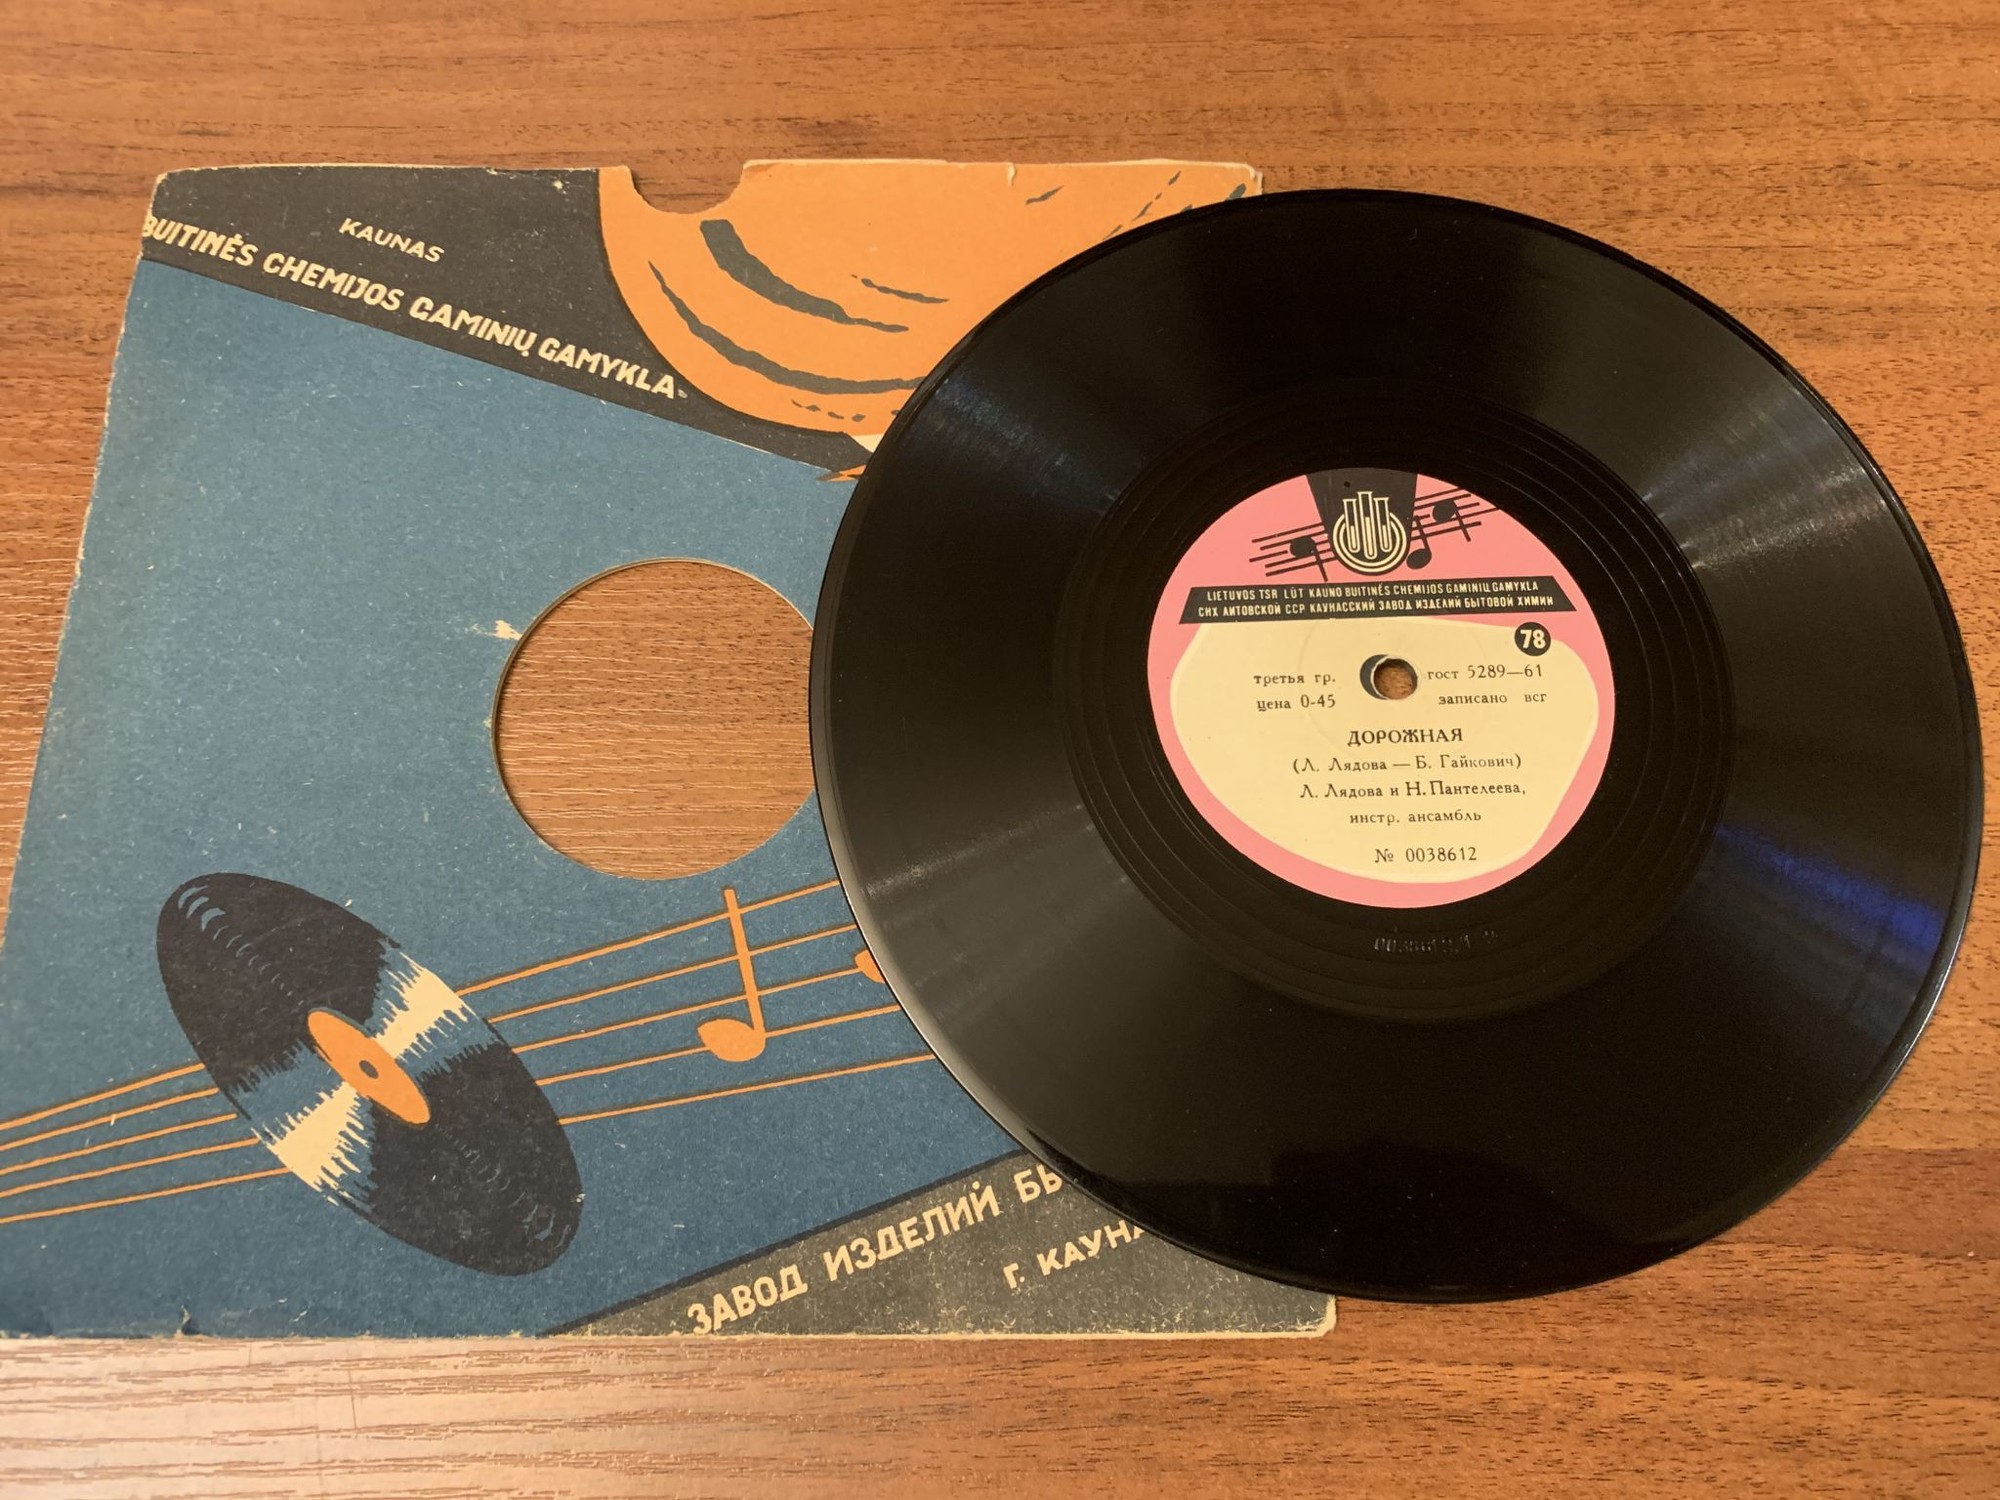 KAUNAS
BUITINĖS CHEMIJOS GAMINIŲ GAMYKLA
LIETUVOS TSR LŪT KAUNO BUITINĖS CHEMIJOS GAMINIŲ GAMYKLA
СНХ ЛИТОВСКОЙ ССР КАУНАССКИЙ ЗАВОД ИЗДЕЛИЙ БЫТОВОЙ ХИМИИ
78
третья гр. гост 5289—61
цена 0-45 записано всг
ДОРОЖНАЯ
(Л. Лядова — Б. Гайкович)
Л. Лядова и Н. Пантелеева,
инстр. ансамбль
№ 0038612
ЗАВОД ИЗДЕЛИЙ
Г.